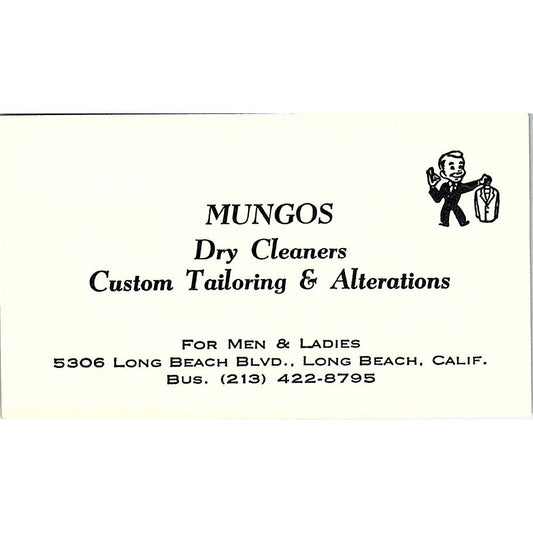 MUNGOS
Dry Cleaners
Custom Tailoring & Alterations
FOR MEN & LADIES
5306 LONG BEACH BLVD., LONG BEACH, CALIF.
BUS. (213) 422-8795